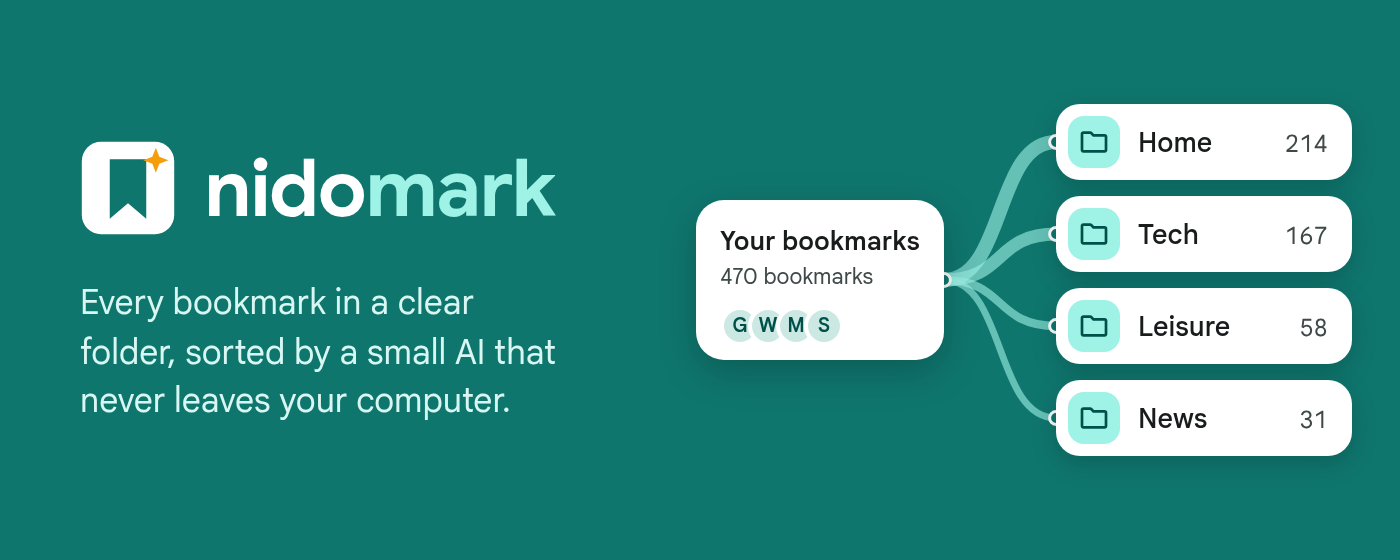 nidomark
Every bookmark in a clear
folder, sorted by a small AI that
never leaves your computer.
Your bookmarks
470 bookmarks
G W M S
Home 214
Tech 167
Leisure 58
News 31